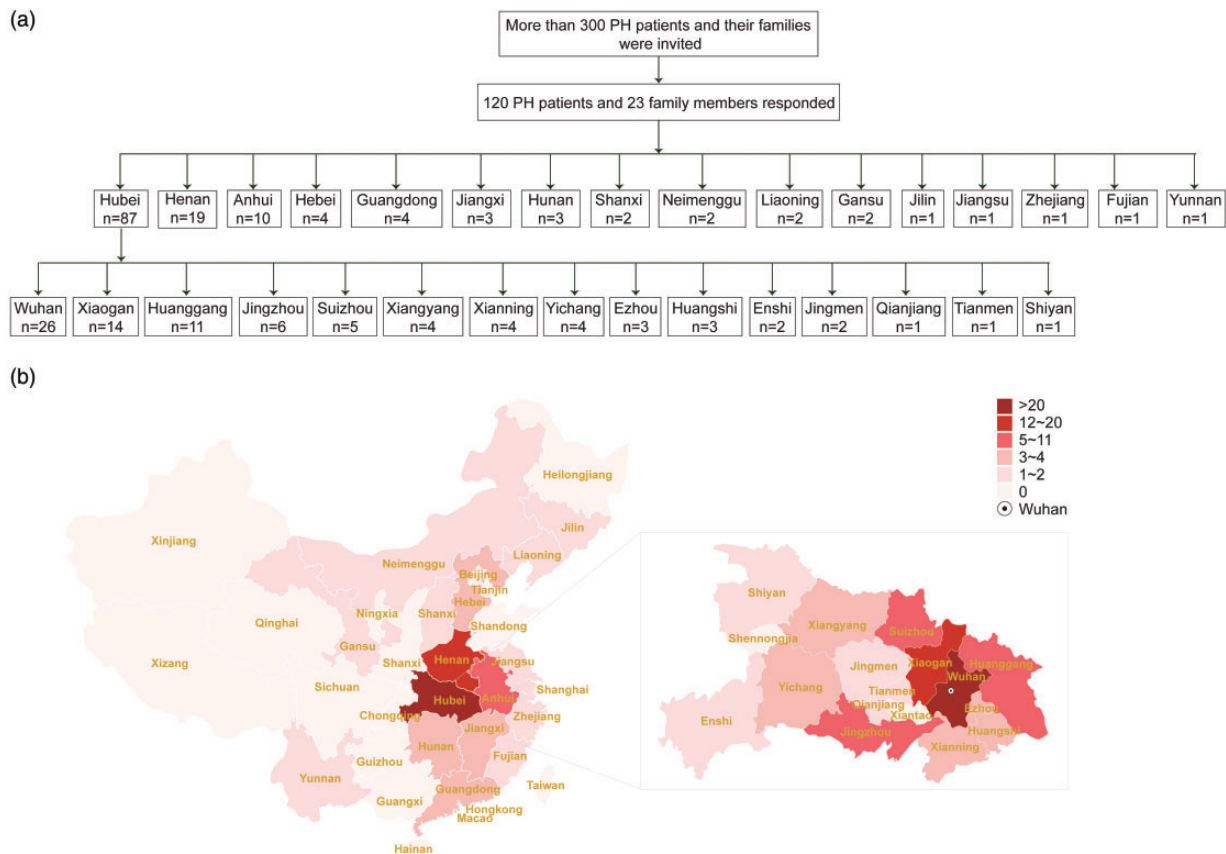 (a)
More than 300 PH patients and their families
were invited
120 PH patients and 23 family members responded
Hubei
n=87
Henan
n=19
Anhui
n=10
Hebei
n=4
Guangdong
n=4
Jiangxi
n=3
Hunan
n=3
Shanxi
n=2
Neimenggu
n=2
Liaoning
n=2
Gansu
n=2
Jilin
n=1
Jiangsu
n=1
Zhejiang
n=1
Fujian
n=1
Yunnan
n=1
Wuhan
n=26
Xiaogan
n=14
Huanggang
n=11
Jingzhou
n=6
Suizhou
n=5
Xiangyang
n=4
Xianning
n=4
Yichang
n=4
Ezhou
n=3
Huangshi
n=3
Enshi
n=2
Jingmen
n=2
Qianjiang
n=1
Tianmen
n=1
Shiyan
n=1
(b)
>20
12~20
5~11
3~4
1~2
0
Wuhan
Heilongjiang
Jilin
Xinjiang
Liaoning
Neimenggu
Beijing
Tianjin
Hebei
Ningxia
Shanxi
Qinghai
Shandong
Gansu
Xizang
Shanxi
Henan
Jiangsu
Sichuan
Shanghai
Hubei
Anhui
Chongqing
Zhejiang
Jiangxi
Hunan
Guizhou
Fujian
Yunnan
Taiwan
Guangdong
Guangxi
Hongkong
Macao
Hainan
Shiyan
Xiangyang
Suizhou
Shennongjia
Jingmen
Xiaogan
Huanggang
Wuhan
Yichang
Tianmen
Qianjiang
Ezhou
Xiantao
Enshi
Huangshi
Jingzhou
Xianning